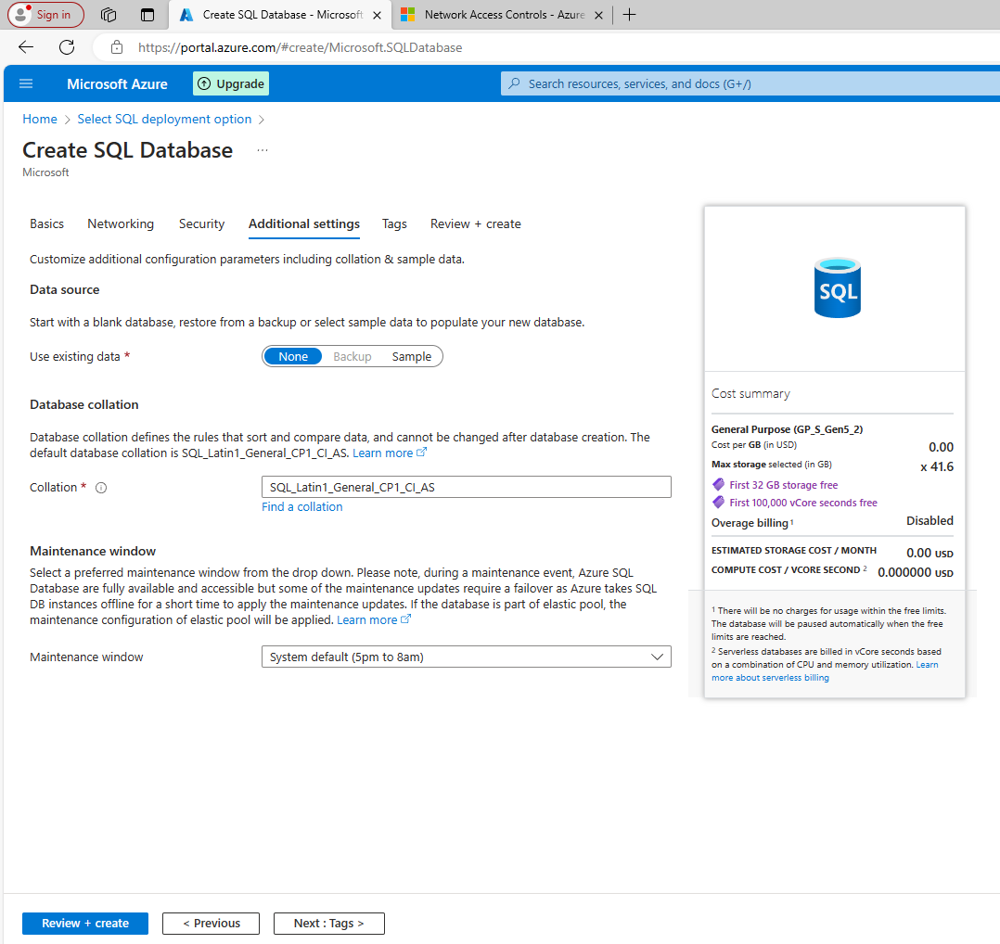 Sign in
Create SQL Database - Microsoft
Network Access Controls - Azure
https://portal.azure.com/#create/Microsoft.SQLDatabase
Microsoft Azure
Upgrade
Search resources, services, and docs (G+/)
Home > Select SQL deployment option >
Create SQL Database ...
Microsoft
Basics Networking Security Additional settings Tags Review + create
Customize additional configuration parameters including collation & sample data.
Data source
Start with a blank database, restore from a backup or select sample data to populate your new database.
Use existing data *
None Backup Sample
Database collation
Database collation defines the rules that sort and compare data, and cannot be changed after database creation. The
default database collation is SQL_Latin1_General_CP1_CI_AS. Learn more
Collation *
SQL_Latin1_General_CP1_CI_AS
Find a collation
Maintenance window
Select a preferred maintenance window from the drop down. Please note, during a maintenance event, Azure SQL
Database are fully available and accessible but some of the maintenance updates require a failover as Azure takes SQL
DB instances offline for a short time to apply the maintenance updates. If the database is part of elastic pool, the
maintenance configuration of elastic pool will be applied. Learn more
Maintenance window
System default (5pm to 8am)
SQL
Cost summary
General Purpose (GP_S_Gen5_2)
Cost per GB (in USD) 0.00
Max storage selected (in GB) x 41.6
First 32 GB storage free
First 100,000 vCore seconds free
Overage billing ¹ Disabled
ESTIMATED STORAGE COST / MONTH 0.00 USD
COMPUTE COST / VCORE SECOND ² 0.000000 USD
¹ There will be no charges for usage within the free limits.
The database will be paused automatically when the free
limits are reached.
² Serverless databases are billed in vCore seconds based
on a combination of CPU and memory utilization. Learn
more about serverless billing
Review + create
< Previous
Next : Tags >